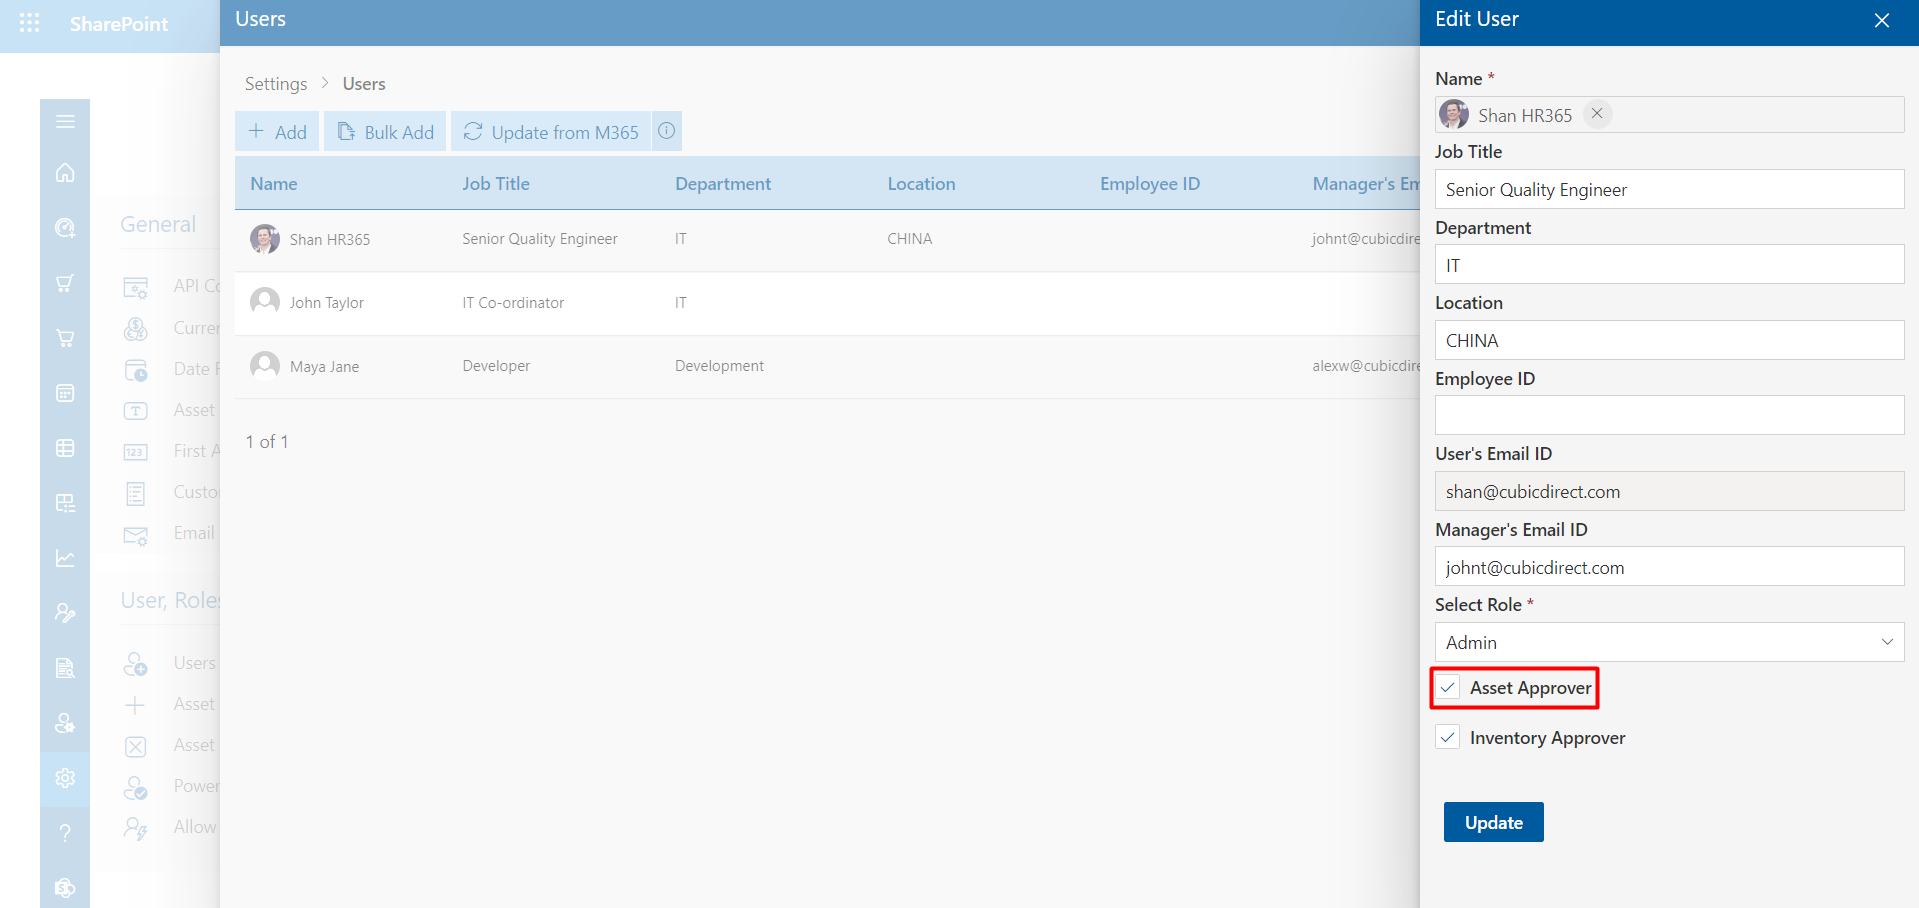 SharePoint
Users
Edit User
Settings > Users
+ Add
Bulk Add
Update from M365
Name
Job Title
Department
Location
Employee ID
Manager's Em
Shan HR365
Senior Quality Engineer
IT
CHINA
johnt@cubicdire
John Taylor
IT Co-ordinator
IT
Maya Jane
Developer
Development
alexw@cubicdire
1 of 1
General
API Co
Curre
Date F
Asset
First A
Custo
Email
User, Roles
Users
Asset
Asset
Power
Allow
Name *
Shan HR365
Job Title
Senior Quality Engineer
Department
IT
Location
CHINA
Employee ID
User's Email ID
shan@cubicdirect.com
Manager's Email ID
johnt@cubicdirect.com
Select Role *
Admin
Asset Approver
Inventory Approver
Update